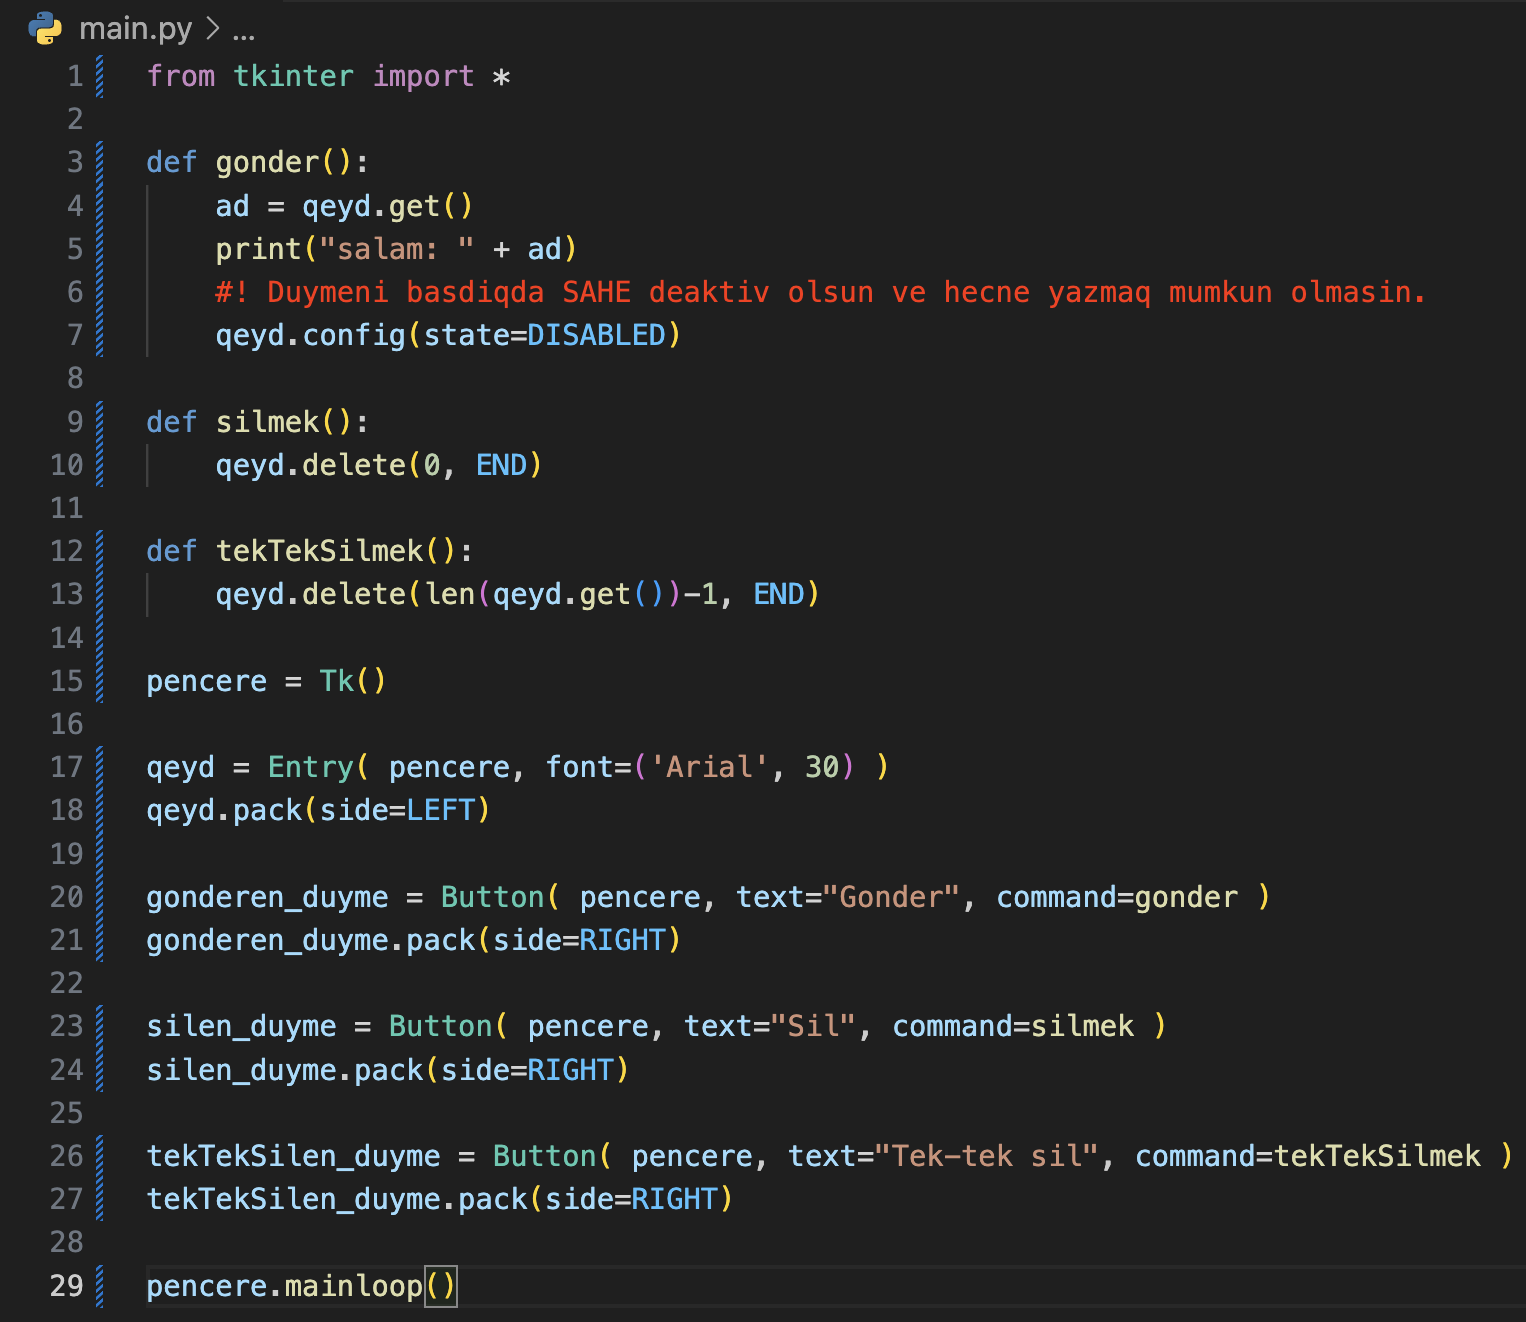 main.py > ...
1 from tkinter import *
2
3 def gonder():
4     ad = qeyd.get()
5     print("salam: " + ad)
6     #! Duymeni basdiqda SAHE deaktiv olsun ve hecne yazmaq mumkun olmasin.
7     qeyd.config(state=DISABLED)
8
9 def silmek():
10     qeyd.delete(0, END)
11
12 def tekTekSilmek():
13     qeyd.delete(len(qeyd.get())-1, END)
14
15 pencere = Tk()
16
17 qeyd = Entry( pencere, font=('Arial', 30) )
18 qeyd.pack(side=LEFT)
19
20 gonderen_duyme = Button( pencere, text="Gonder", command=gonder )
21 gonderen_duyme.pack(side=RIGHT)
22
23 silen_duyme = Button( pencere, text="Sil", command=silmek )
24 silen_duyme.pack(side=RIGHT)
25
26 tekTekSilen_duyme = Button( pencere, text="Tek-tek sil", command=tekTekSilmek )
27 tekTekSilen_duyme.pack(side=RIGHT)
28
29 pencere.mainloop()